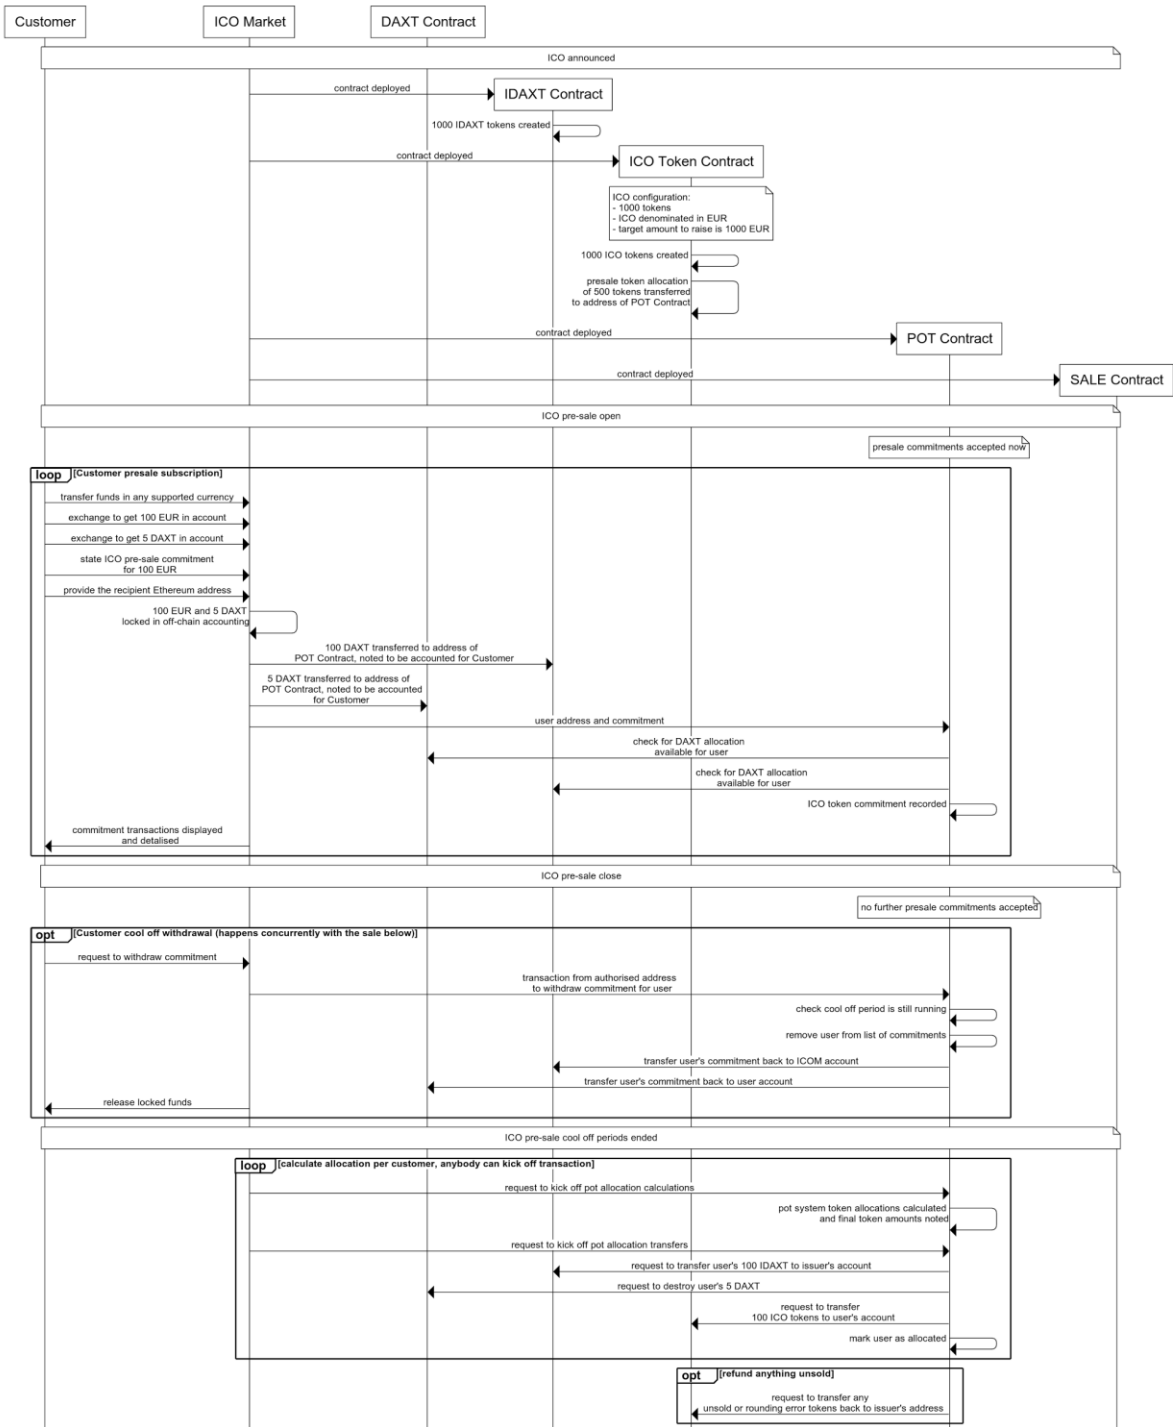 Customer
ICO Market
DAXT Contract
ICO announced
contract deployed
IDAXT Contract
1000 IDAXT tokens created
contract deployed
ICO Token Contract
ICO configuration:
- 1000 tokens
- ICO denominated in EUR
- target amount to raise is 1000 EUR
1000 ICO tokens created
presale token allocation
of 500 tokens transferred
to address of POT Contract
contract deployed
POT Contract
contract deployed
SALE Contract
ICO pre-sale open
presale commitments accepted now
loop [Customer presale subscription]
transfer funds in any supported currency
exchange to get 100 EUR in account
exchange to get 5 DAXT in account
state ICO pre-sale commitment
for 100 EUR
provide the recipient Ethereum address
100 EUR and 5 DAXT
locked in off-chain accounting
100 DAXT transferred to address of
POT Contract, noted to be accounted for Customer
5 DAXT transferred to address of
POT Contract, noted to be accounted
for Customer
user address and commitment
check for DAXT allocation
available for user
check for DAXT allocation
available for user
ICO token commitment recorded
commitment transactions displayed
and detalised
ICO pre-sale close
no further presale commitments accepted
opt [Customer cool off withdrawal (happens concurrently with the sale below)]
request to withdraw commitment
transaction from authorised address
to withdraw commitment for user
check cool off period is still running
remove user from list of commitments
transfer user's commitment back to ICOM account
transfer user's commitment back to user account
release locked funds
ICO pre-sale cool off periods ended
loop [calculate allocation per customer, anybody can kick off transaction]
request to kick off pot allocation calculations
pot system token allocations calculated
and final token amounts noted
request to kick off pot allocation transfers
request to transfer user's 100 IDAXT to issuer's account
request to destroy user's 5 DAXT
request to transfer
100 ICO tokens to user's account
mark user as allocated
opt [refund anything unsold]
request to transfer any
unsold or rounding error tokens back to issuer's address